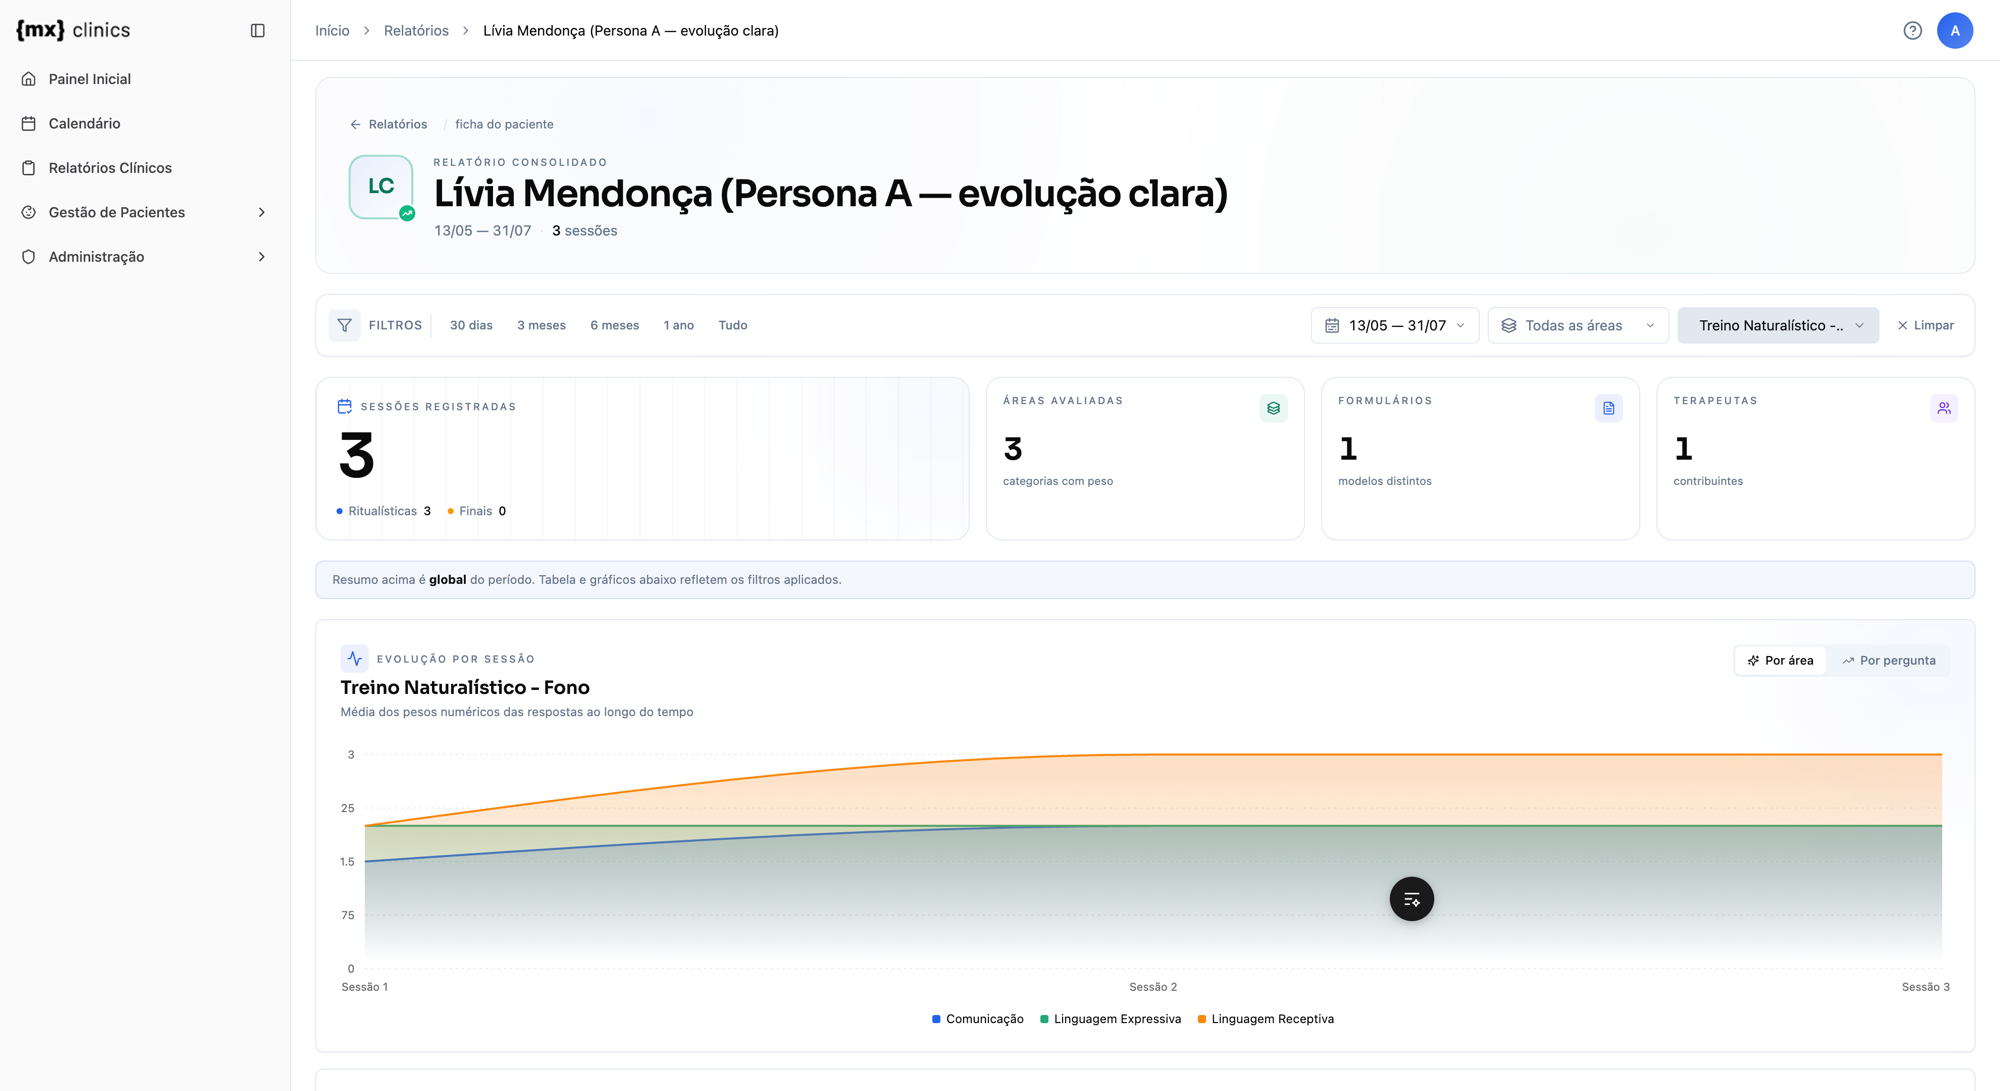 {mx} clinics
Painel Inicial
Calendário
Relatórios Clínicos
Gestão de Pacientes
Administração
Início > Relatórios > Lívia Mendonça (Persona A — evolução clara)
A
← Relatórios / ficha do paciente
LC
RELATÓRIO CONSOLIDADO
Lívia Mendonça (Persona A — evolução clara)
13/05 — 31/07 · 3 sessões
FILTROS 30 dias 3 meses 6 meses 1 ano Tudo
13/05 — 31/07 Todas as áreas Treino Naturalístico -.. Limpar
SESSÕES REGISTRADAS
3
Ritualísticas 3 Finais 0
ÁREAS AVALIADAS
3
categorias com peso
FORMULÁRIOS
1
modelos distintos
TERAPEUTAS
1
contribuintes
Resumo acima é global do período. Tabela e gráficos abaixo refletem os filtros aplicados.
EVOLUÇÃO POR SESSÃO
Treino Naturalístico - Fono
Média dos pesos numéricos das respostas ao longo do tempo
Por área Por pergunta
3
25
1.5
75
0
Sessão 1 Sessão 2 Sessão 3
Comunicação Linguagem Expressiva Linguagem Receptiva